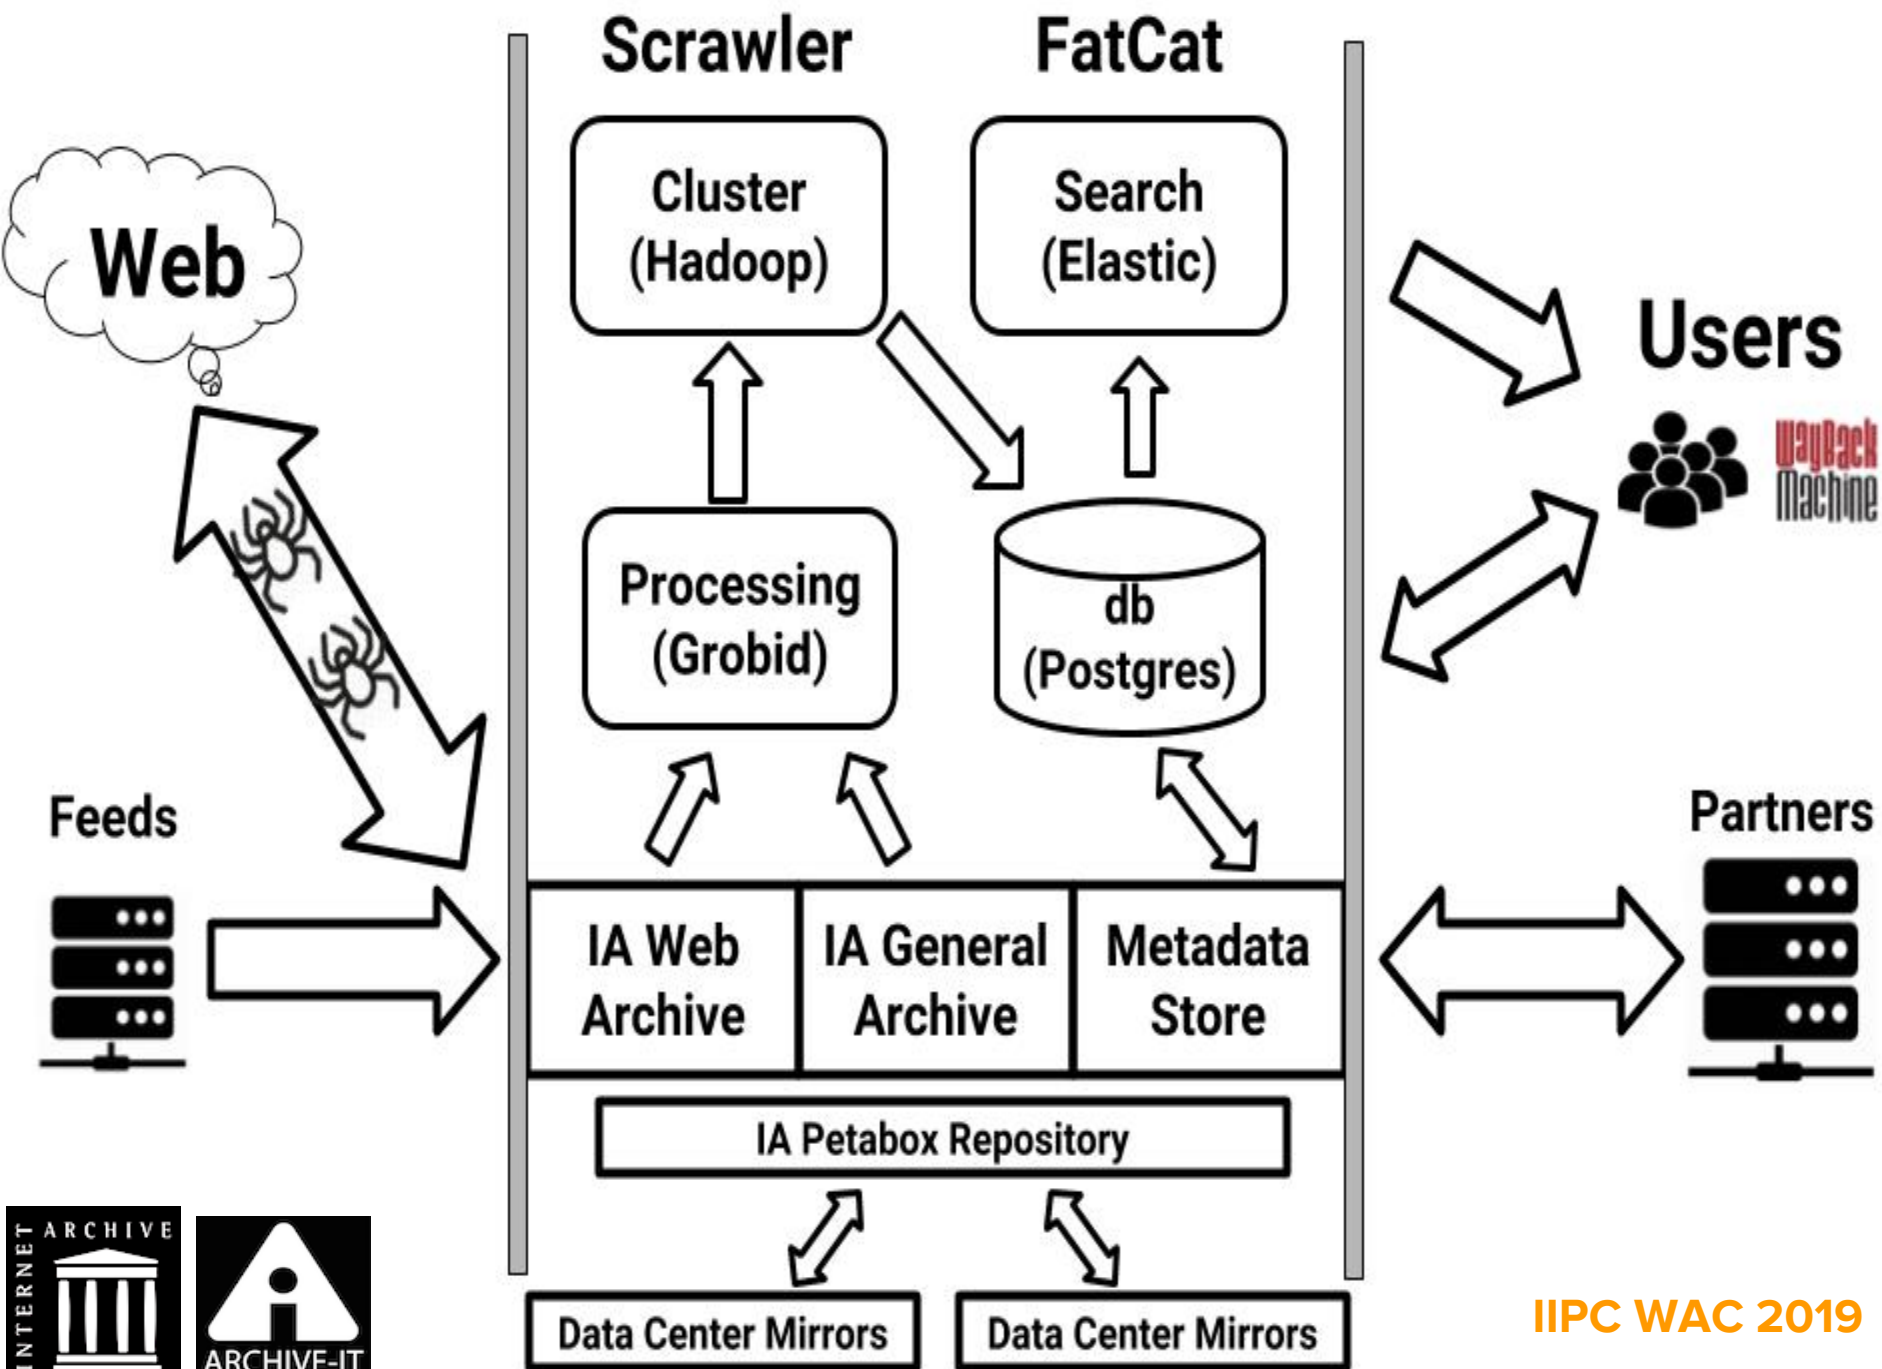 Scrawler
FatCat
Cluster
(Hadoop)
Search
(Elastic)
Web
Users
WayBack
Machine
Processing
(Grobid)
db
(Postgres)
Feeds
Partners
IA Web
Archive
IA General
Archive
Metadata
Store
IA Petabox Repository
INTERNET
ARCHIVE
ARCHIVE-IT
Data Center Mirrors
Data Center Mirrors
IIPC WAC 2019